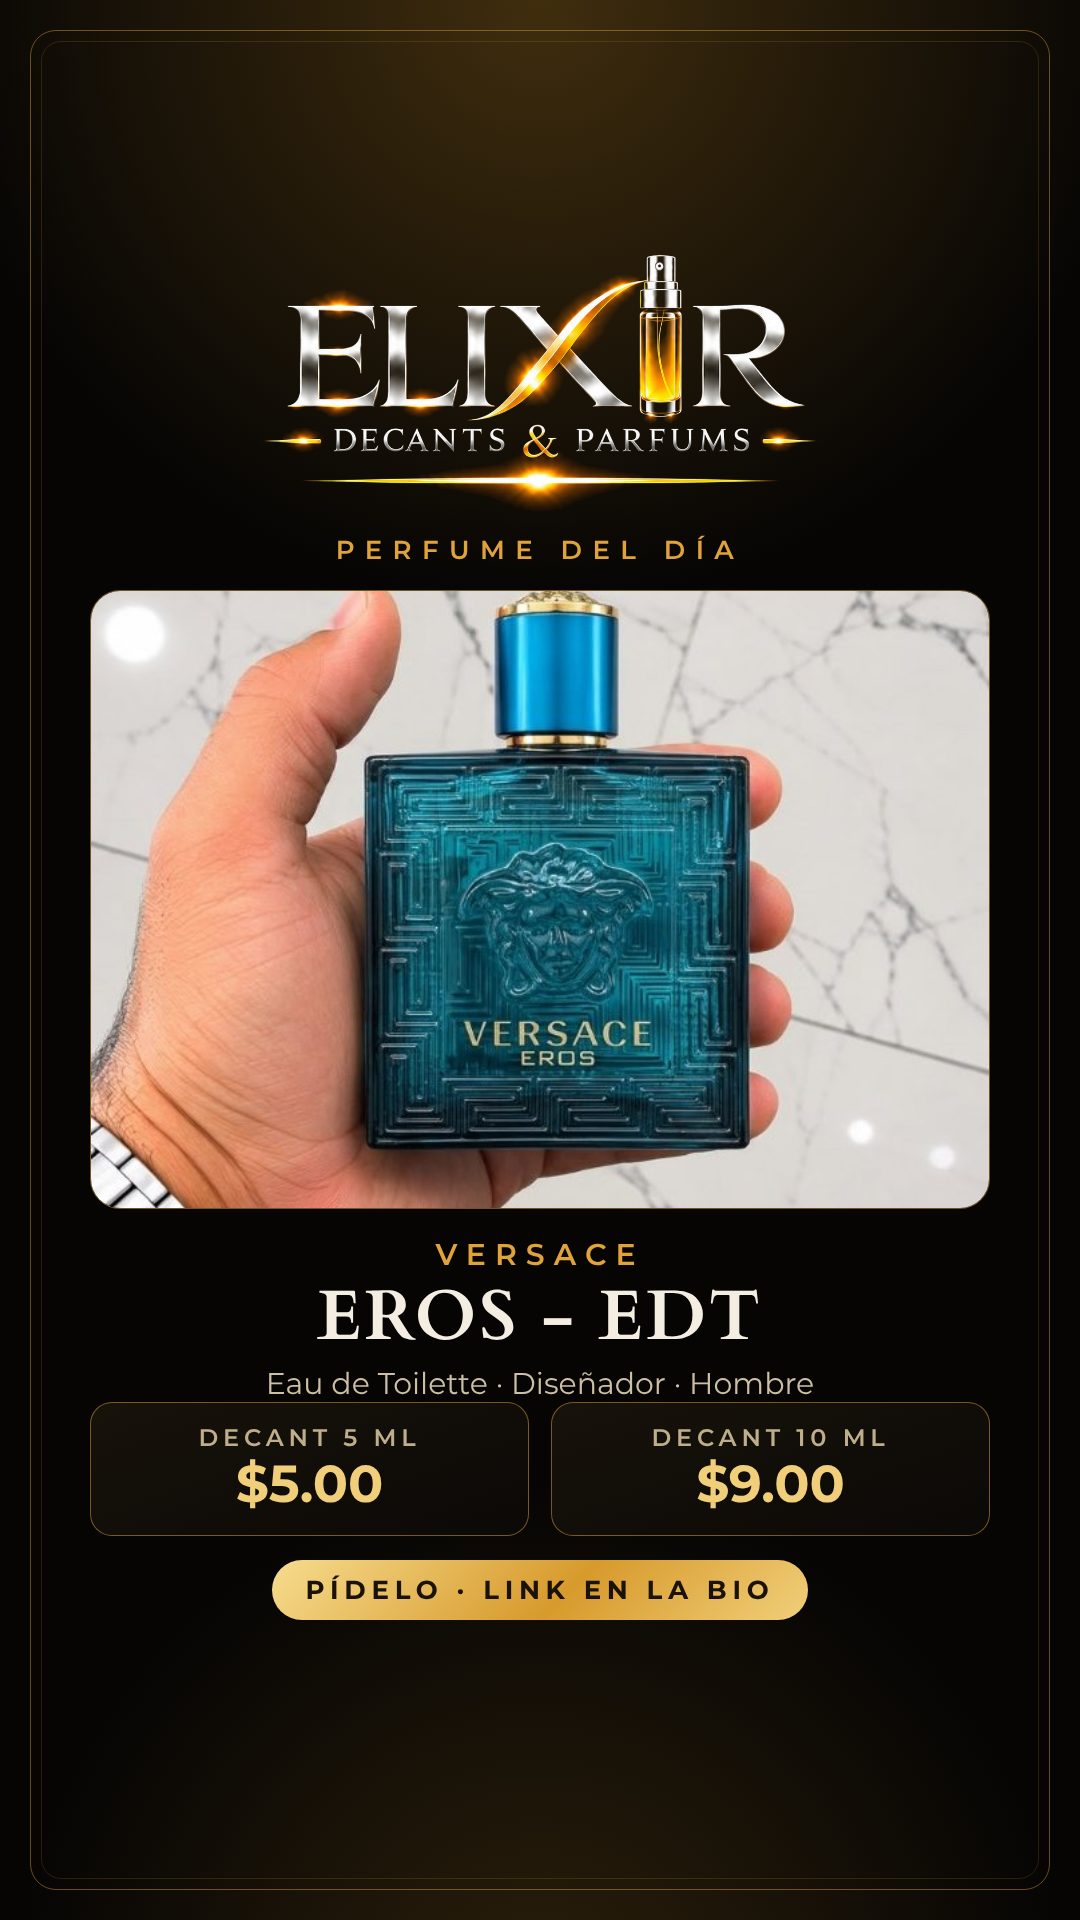 ELIXIR
DECANTS & PARFUMS
PERFUME DEL DÍA
VERSACE
EROS
VERSACE
EROS – EDT
Eau de Toilette · Diseñador · Hombre
DECANT 5 ML
$5.00
DECANT 10 ML
$9.00
PÍDELO · LINK EN LA BIO